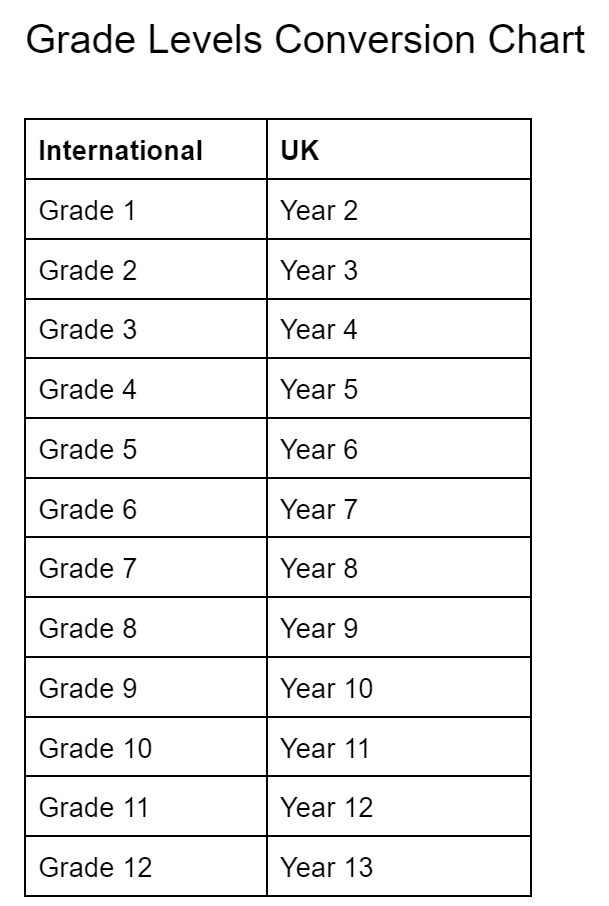 Grade Levels Conversion Chart
International UK
Grade 1 Year 2
Grade 2 Year 3
Grade 3 Year 4
Grade 4 Year 5
Grade 5 Year 6
Grade 6 Year 7
Grade 7 Year 8
Grade 8 Year 9
Grade 9 Year 10
Grade 10 Year 11
Grade 11 Year 12
Grade 12 Year 13